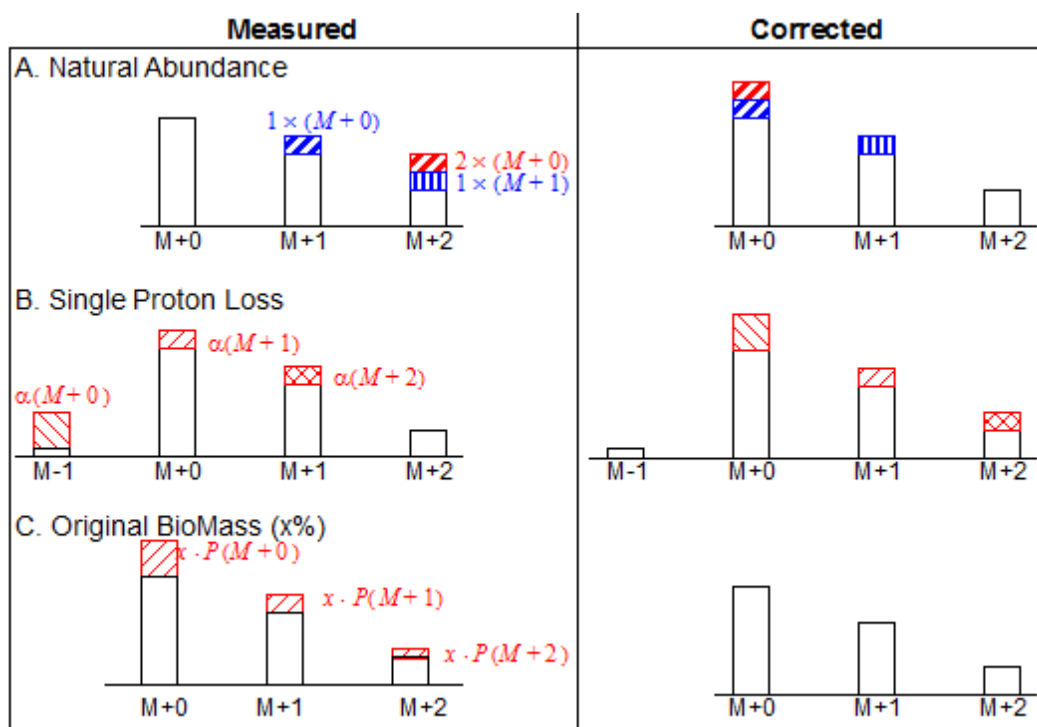 Measured Corrected
A. Natural Abundance
1 × (M+0)
2 × (M+0)
1 × (M+1)
M+0 M+1 M+2 M+0 M+1 M+2
B. Single Proton Loss
α(M+1)
α(M+2)
α(M+0)
M-1 M+0 M+1 M+2 M-1 M+0 M+1 M+2
C. Original BioMass (x%)
x · P(M+0)
x · P(M+1)
x · P(M+2)
M+0 M+1 M+2 M+0 M+1 M+2